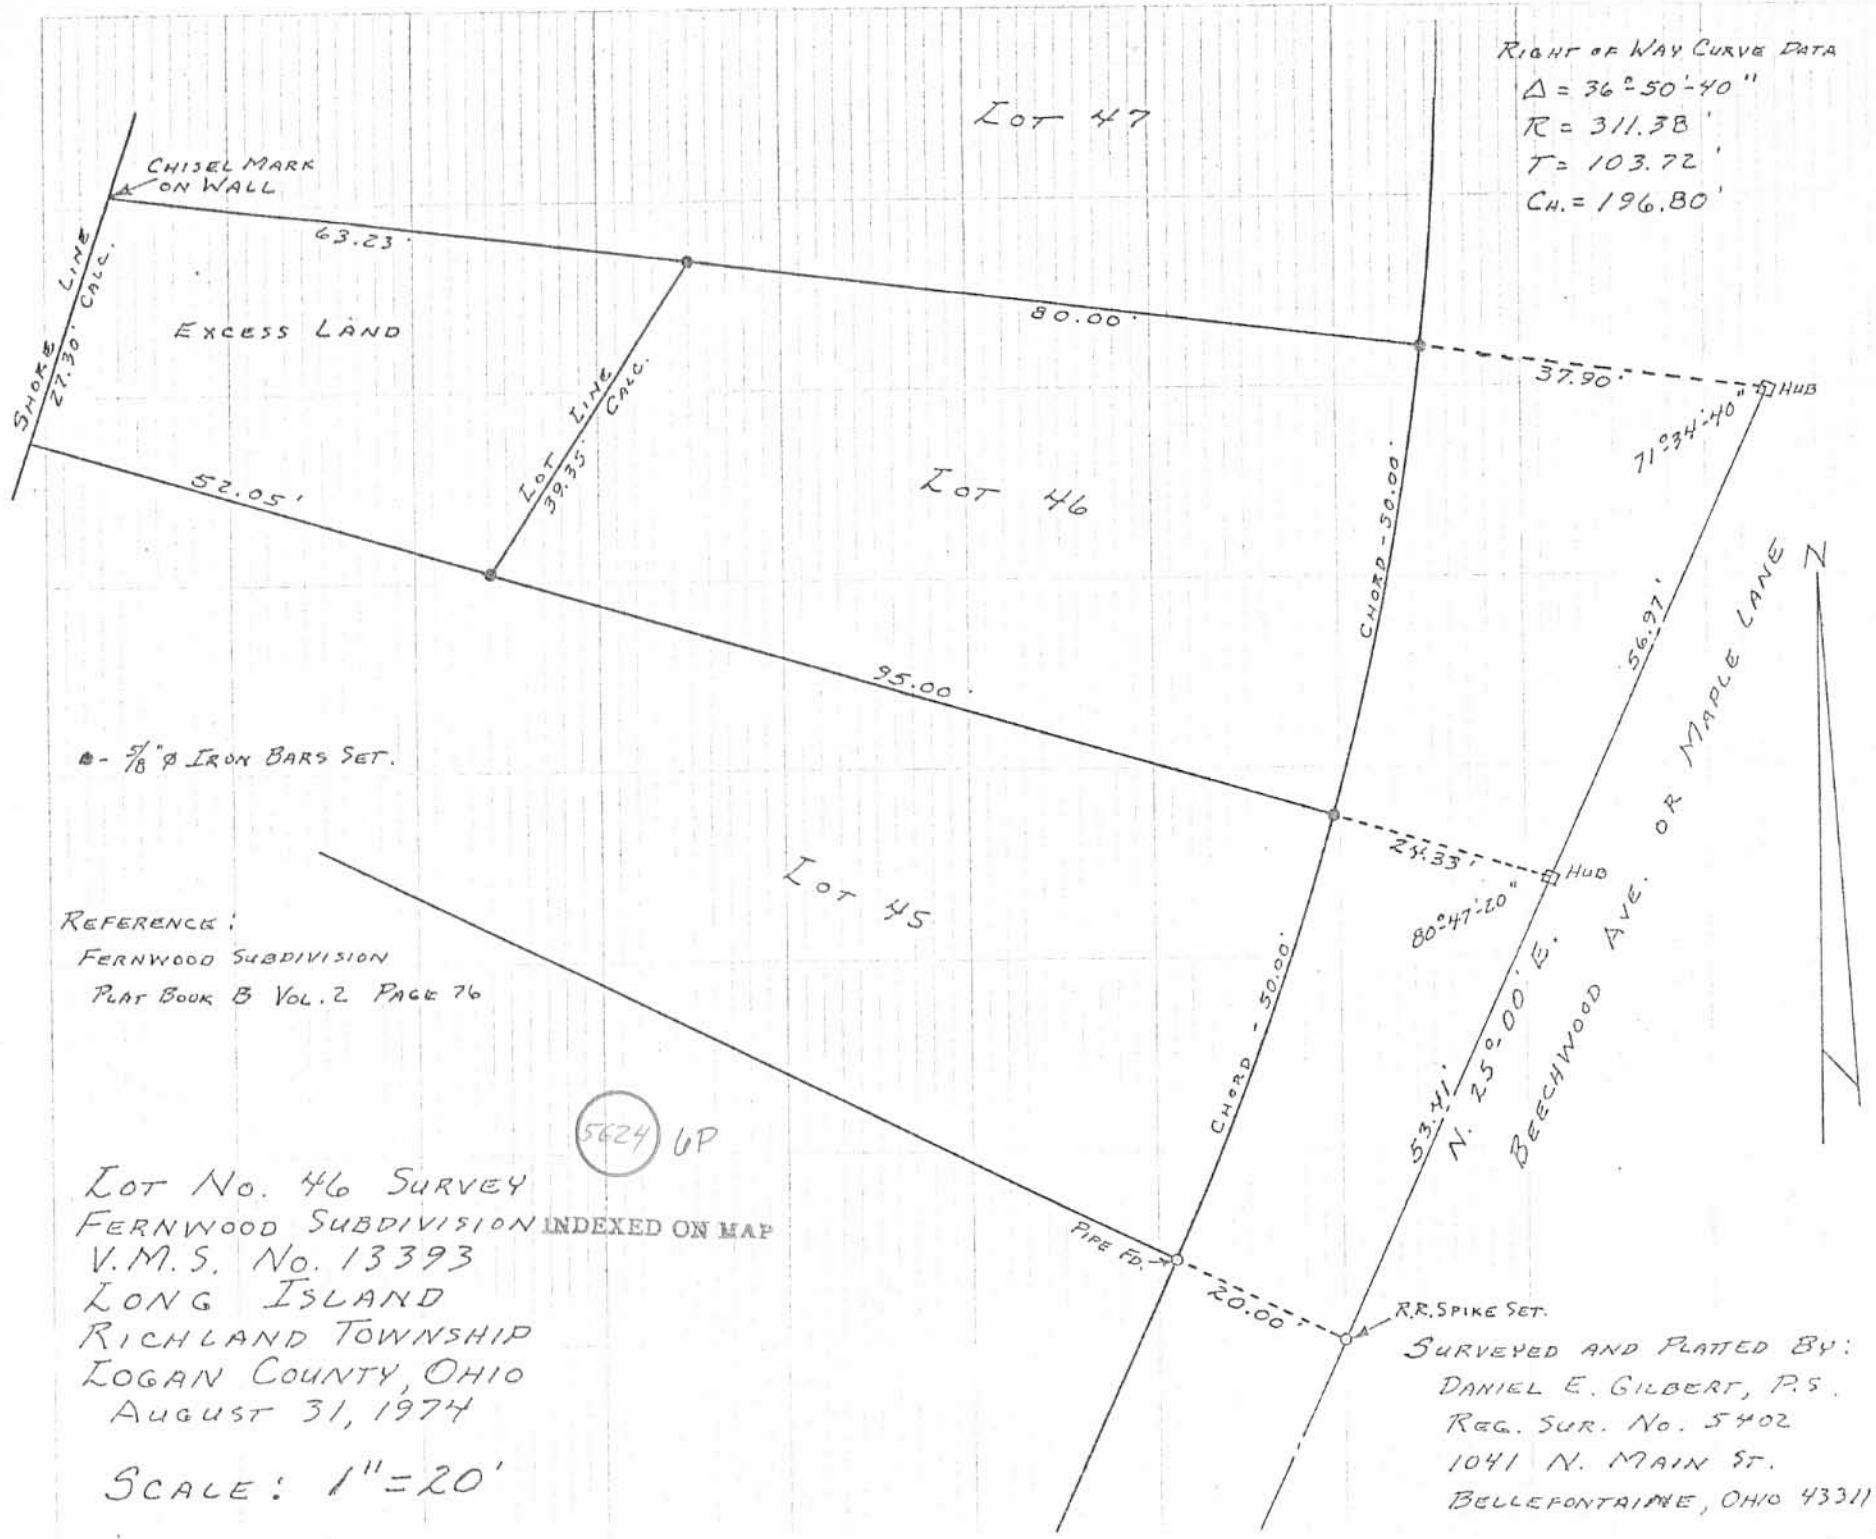 RIGHT OF WAY CURVE DATA
Δ = 36°-50'-40"
R = 311.38'
T = 103.72'
CH. = 196.80'
LOT 47
CHISEL MARK
ON WALL
63.23'
SHORE LINE
27.30' CALC.
EXCESS LAND
80.00'
37.90'
HUB
71°-34'-40"
LOT LINE
39.35' CALC.
52.05'
LOT 46
CHORD - 50.00'
56.97'
N
95.00'
●- 5/8"ø IRON BARS SET.
24.33'
HUB
80°-47'-20"
BEECHWOOD AVE. OR MAPLE LANE
LOT 45
CHORD - 50.00'
53.41'
N. 25°-00' E.
REFERENCE:
FERNWOOD SUBDIVISION
PLAT BOOK B VOL. 2 PAGE 76
5624 6P
PIPE FD.
20.00'
R.R. SPIKE SET.
LOT NO. 46 SURVEY
FERNWOOD SUBDIVISION INDEXED ON MAP
V.M.S. NO. 13393
LONG ISLAND
RICHLAND TOWNSHIP
LOGAN COUNTY, OHIO
AUGUST 31, 1974
SCALE: 1"=20'
SURVEYED AND PLATTED BY:
DANIEL E. GILBERT, P.S.
REG. SUR. NO. 5402
1041 N. MAIN ST.
BELLEFONTAINE, OHIO 43311